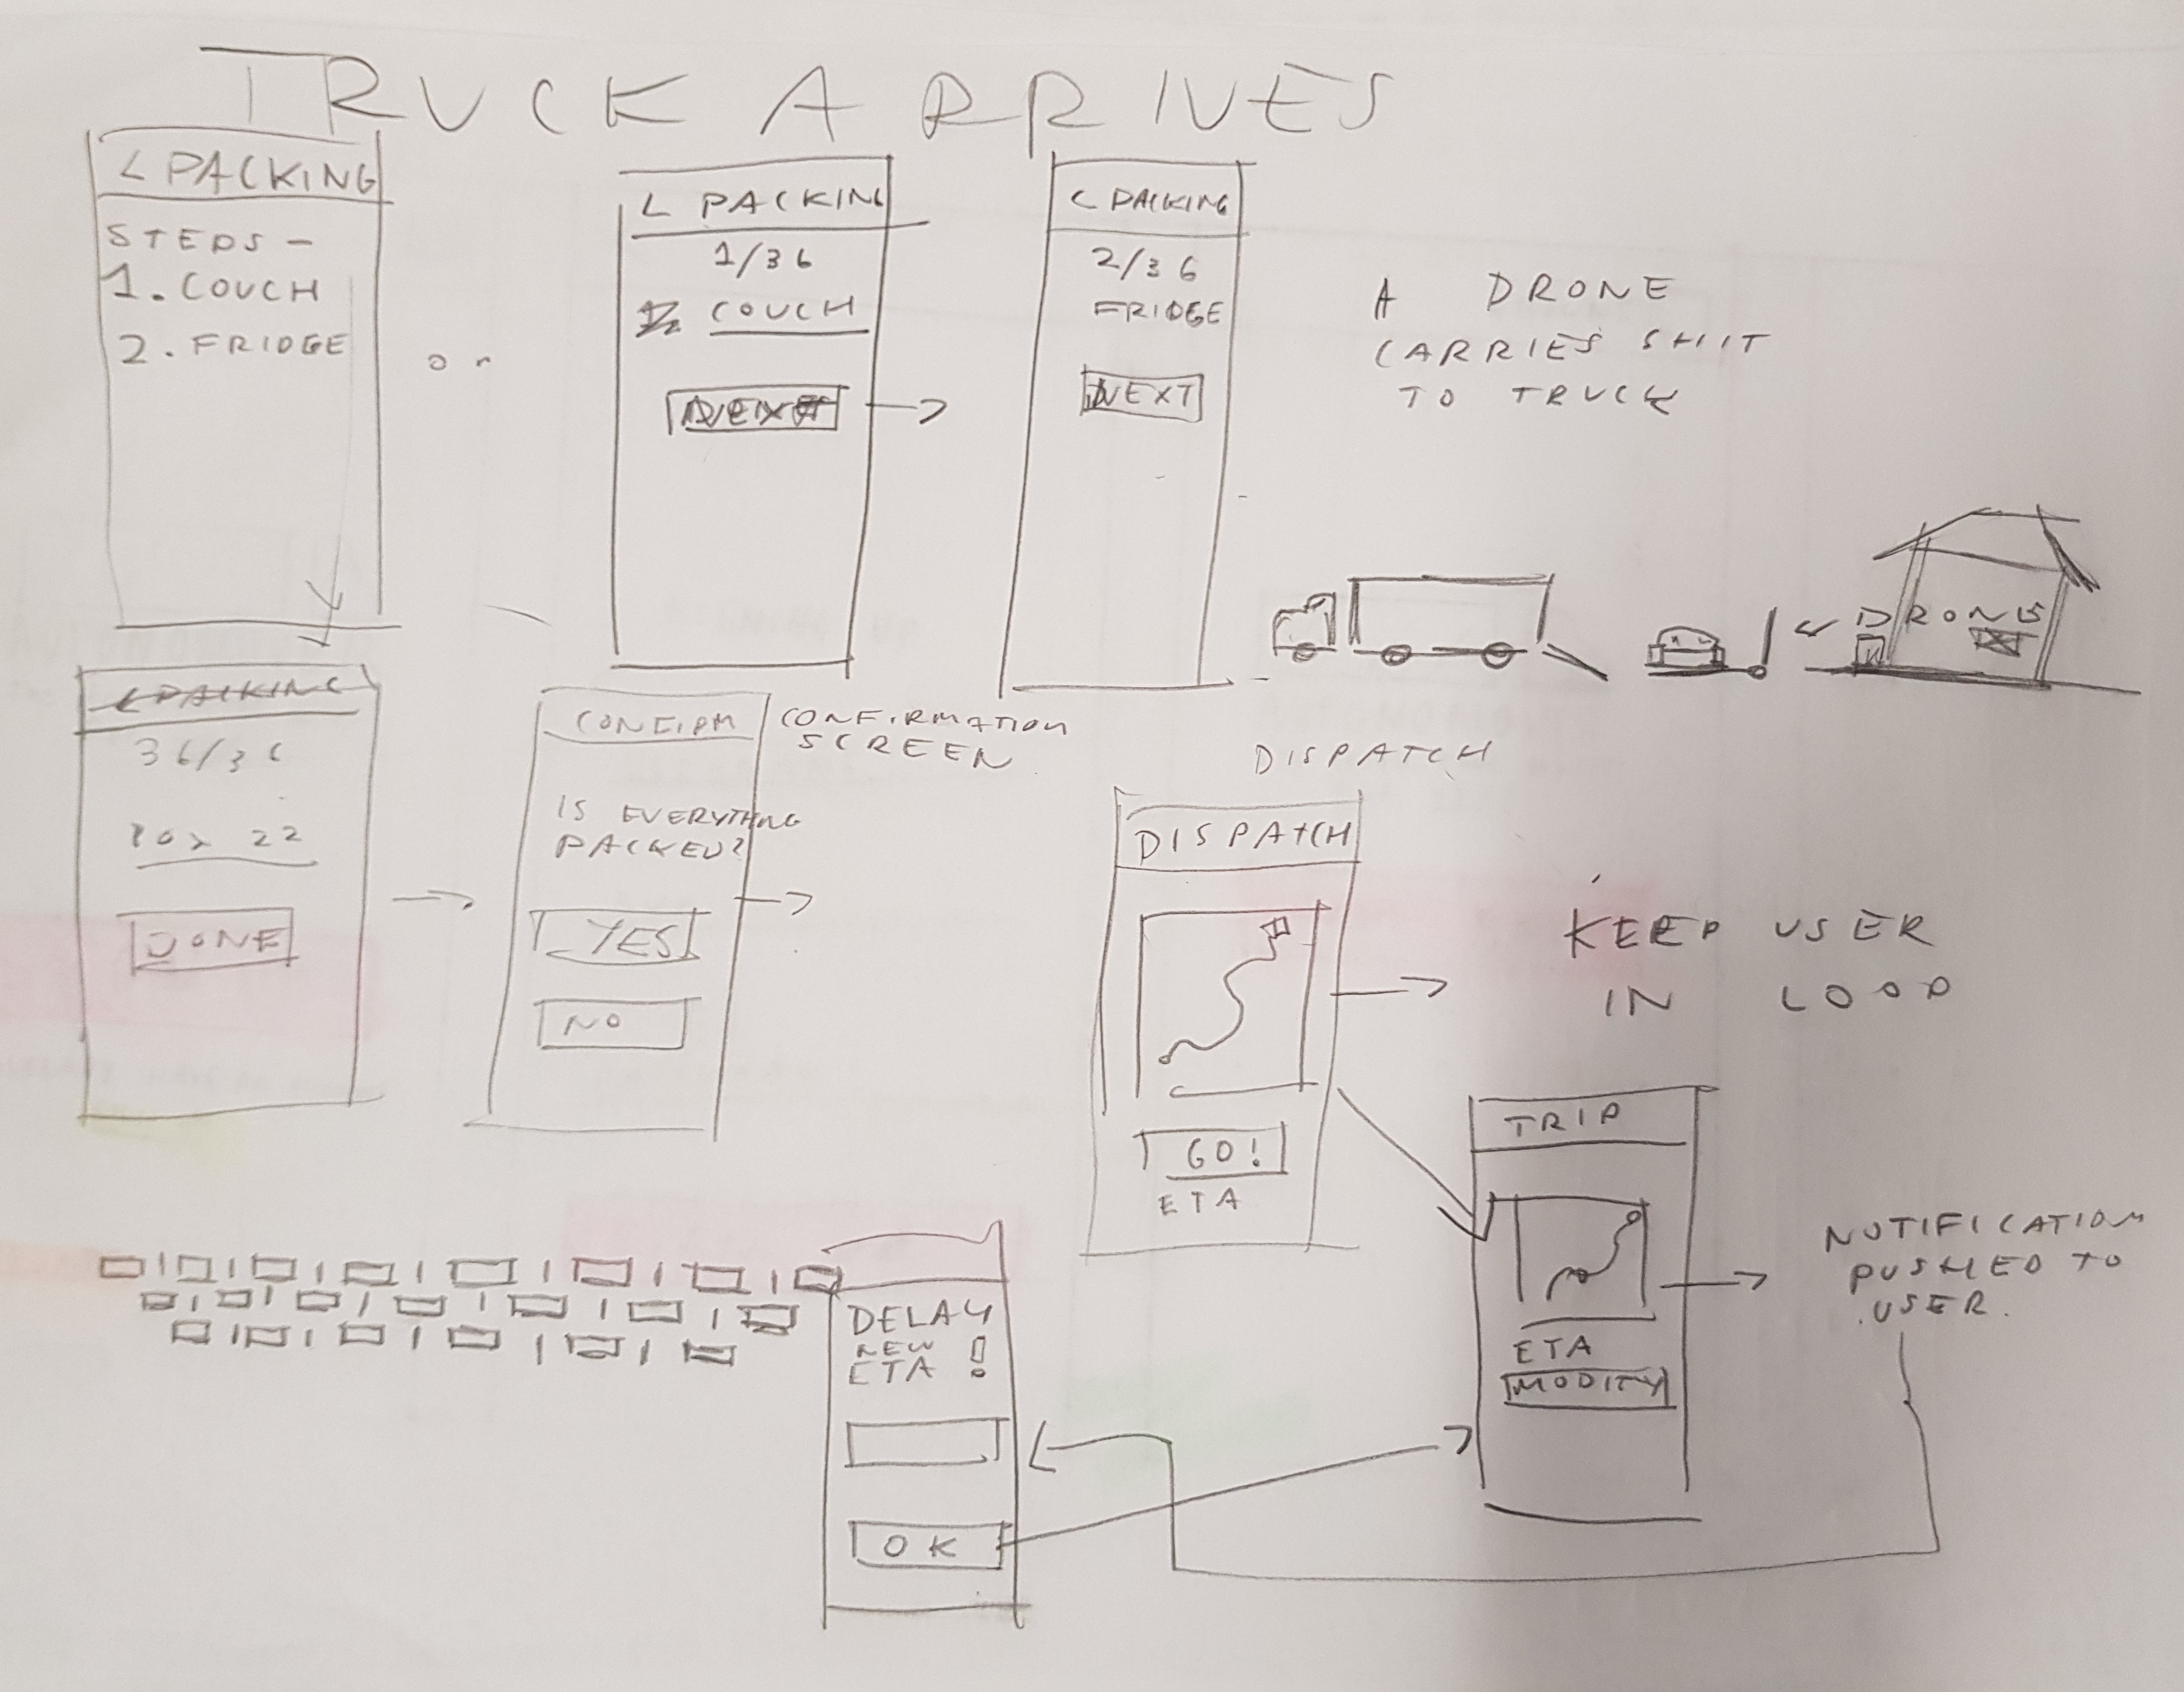 TRUCK ARRIVES
< PACKING
STEPS -
1. COUCH
2. FRIDGE
or
< PACKING
1/36
COUCH
NEXT
< PACKING
2/36
FRIDGE
NEXT
A DRONE
CARRIES SHIT
TO TRUCK
DRONE
< PACKING
36/36
22
DONE
CONFIRM
IS EVERYTHING
PACKED?
YES
NO
CONFIRMATION
SCREEN
DISPATCH
DISPATCH
GO!
ETA
KEEP USER
IN LOOP
TRIP
ETA
MODIFY
NOTIFICATION
PUSHED TO
USER.
DELAY
NEW
ETA !
OK